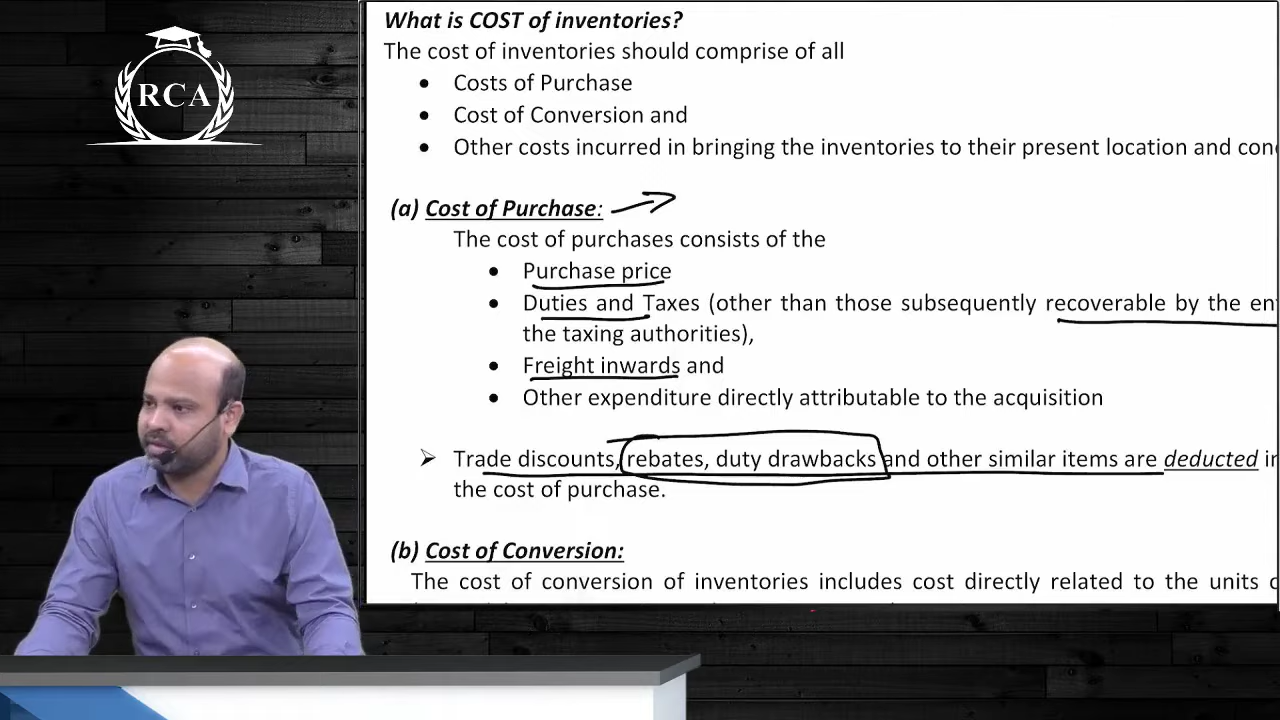 RCA
What is COST of inventories?
The cost of inventories should comprise of all
• Costs of Purchase
• Cost of Conversion and
• Other costs incurred in bringing the inventories to their present location and con
(a) Cost of Purchase:
The cost of purchases consists of the
• Purchase price
• Duties and Taxes (other than those subsequently recoverable by the en
the taxing authorities),
• Freight inwards and
• Other expenditure directly attributable to the acquisition
➢ Trade discounts, rebates, duty drawbacks and other similar items are deducted i
the cost of purchase.
(b) Cost of Conversion:
The cost of conversion of inventories includes cost directly related to the units